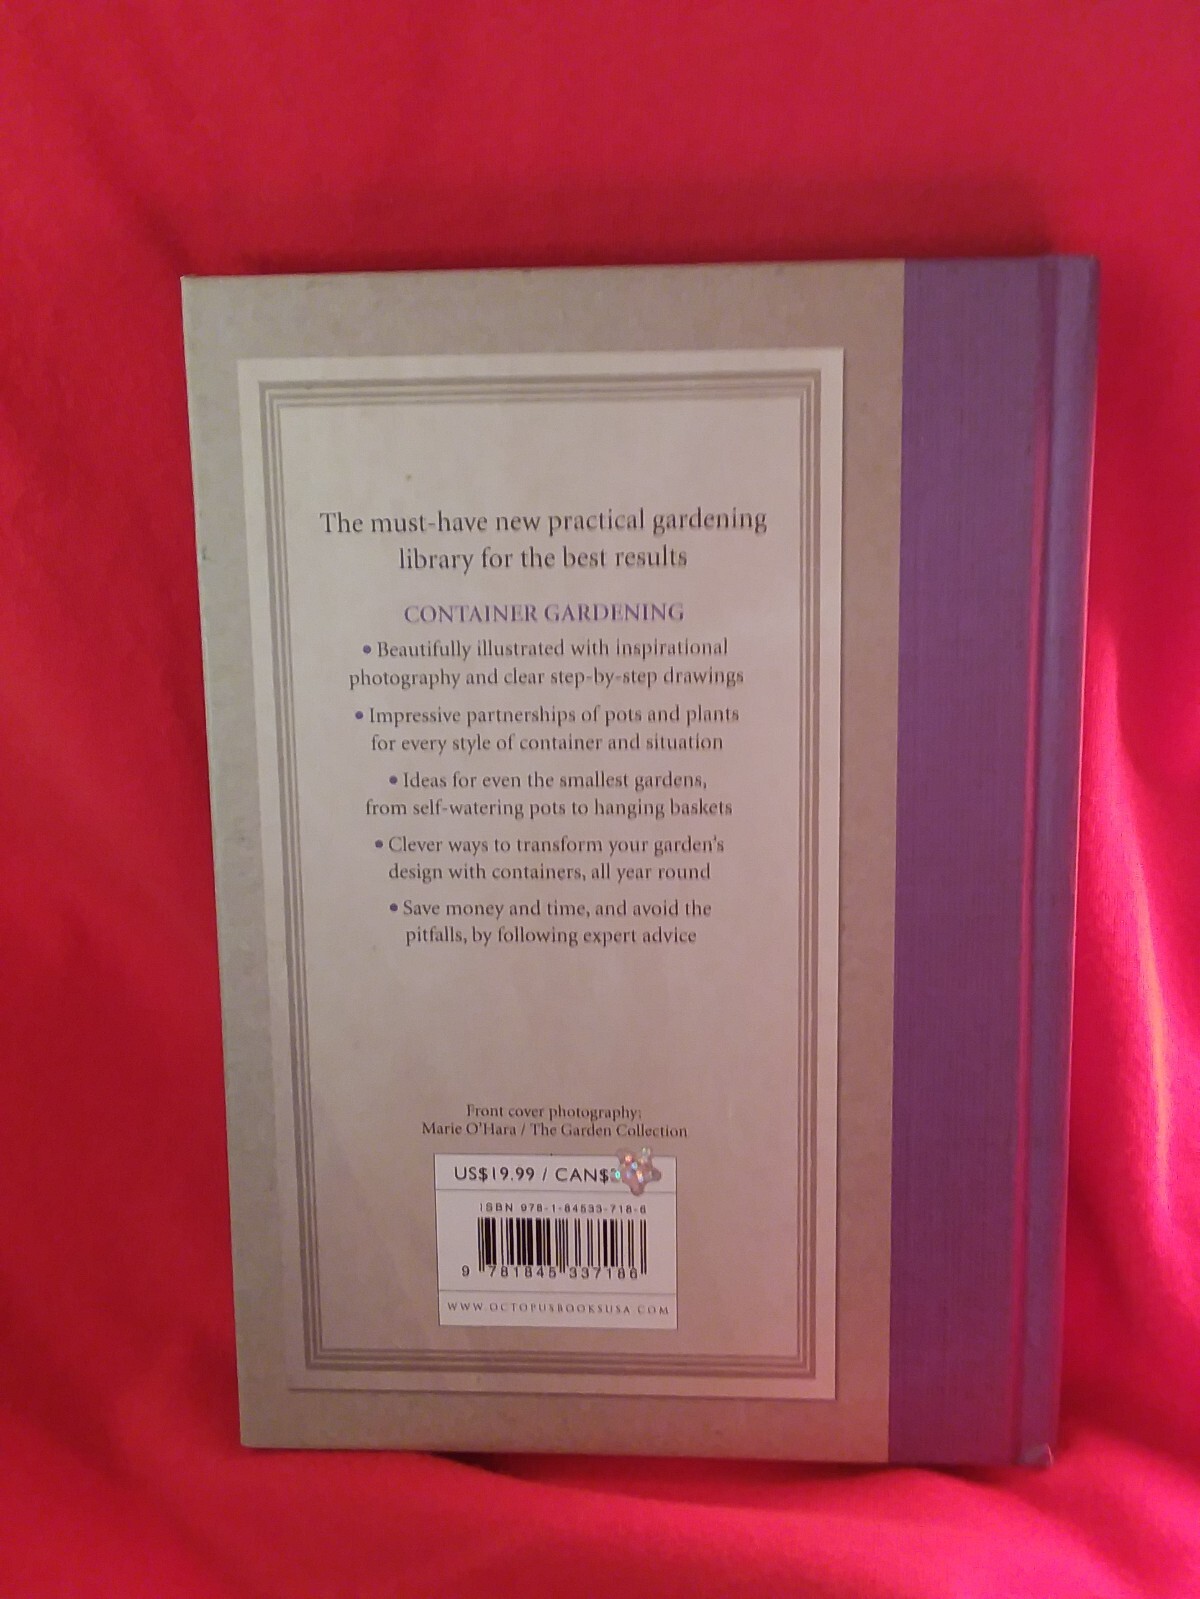 The must-have new practical gardening
library for the best results
CONTAINER GARDENING
• Beautifully illustrated with inspirational
photography and clear step-by-step drawings
• Impressive partnerships of pots and plants
for every style of container and situation
• Ideas for even the smallest gardens,
from self-watering pots to hanging baskets
• Clever ways to transform your garden's
design with containers, all year round
• Save money and time, and avoid the
pitfalls, by following expert advice
Front cover photography:
Marie O'Hara / The Garden Collection
US$19.99 / CAN$
ISBN 978-1-84533-718-6
9 781845 337186
WWW.OCTOPUSBOOKSUSA.COM